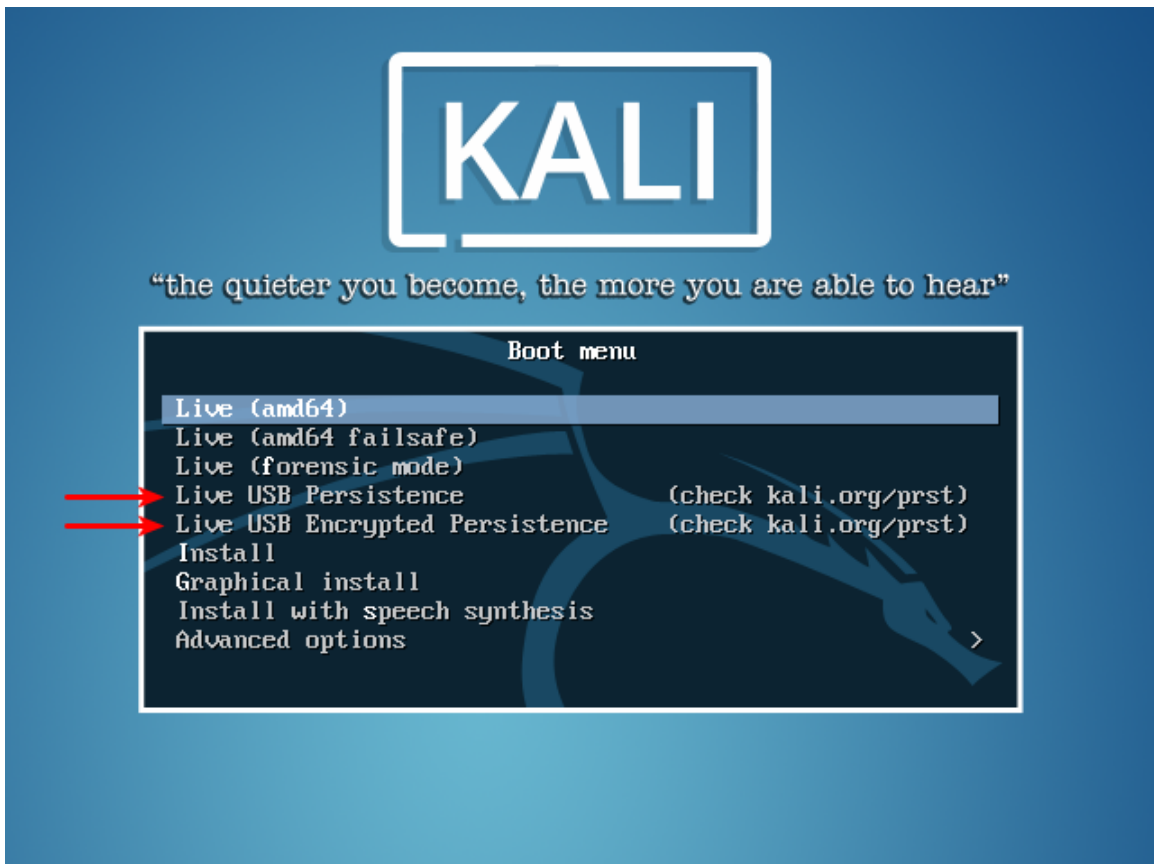 KALI
“the quieter you become, the more you are able to hear”
Boot menu
Live (amd64)
Live (amd64 failsafe)
Live (forensic mode)
Live USB Persistence (check kali.org/prst)
Live USB Encrypted Persistence (check kali.org/prst)
Install
Graphical install
Install with speech synthesis
Advanced options >